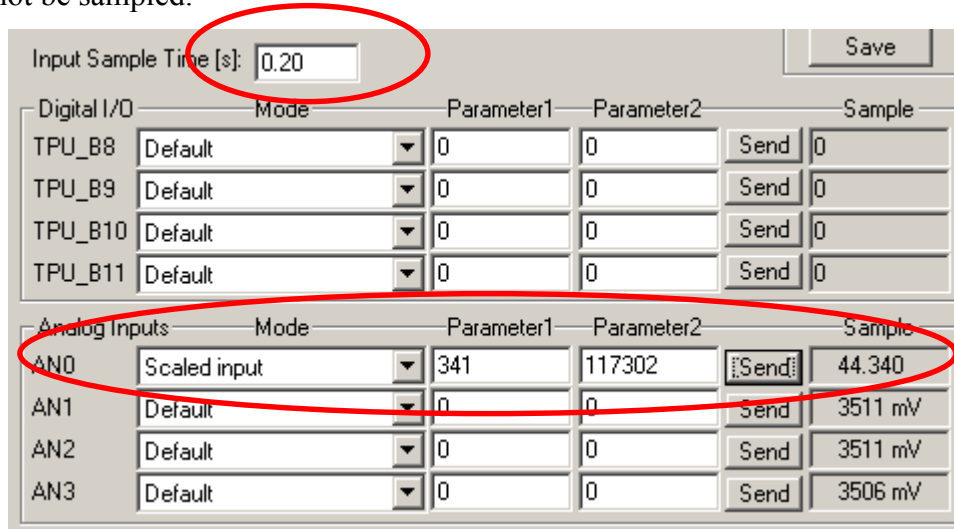 not be sampled.
Input Sample Time [s]: 0.20 Save
Digital I/O Mode Parameter1 Parameter2 Sample
TPU_B8 Default 0 0 Send 0
TPU_B9 Default 0 0 Send 0
TPU_B10 Default 0 0 Send 0
TPU_B11 Default 0 0 Send 0
Analog Inputs Mode Parameter1 Parameter2 Sample
AN0 Scaled input 341 117302 Send 44.340
AN1 Default 0 0 Send 3511 mV
AN2 Default 0 0 Send 3511 mV
AN3 Default 0 0 Send 3506 mV